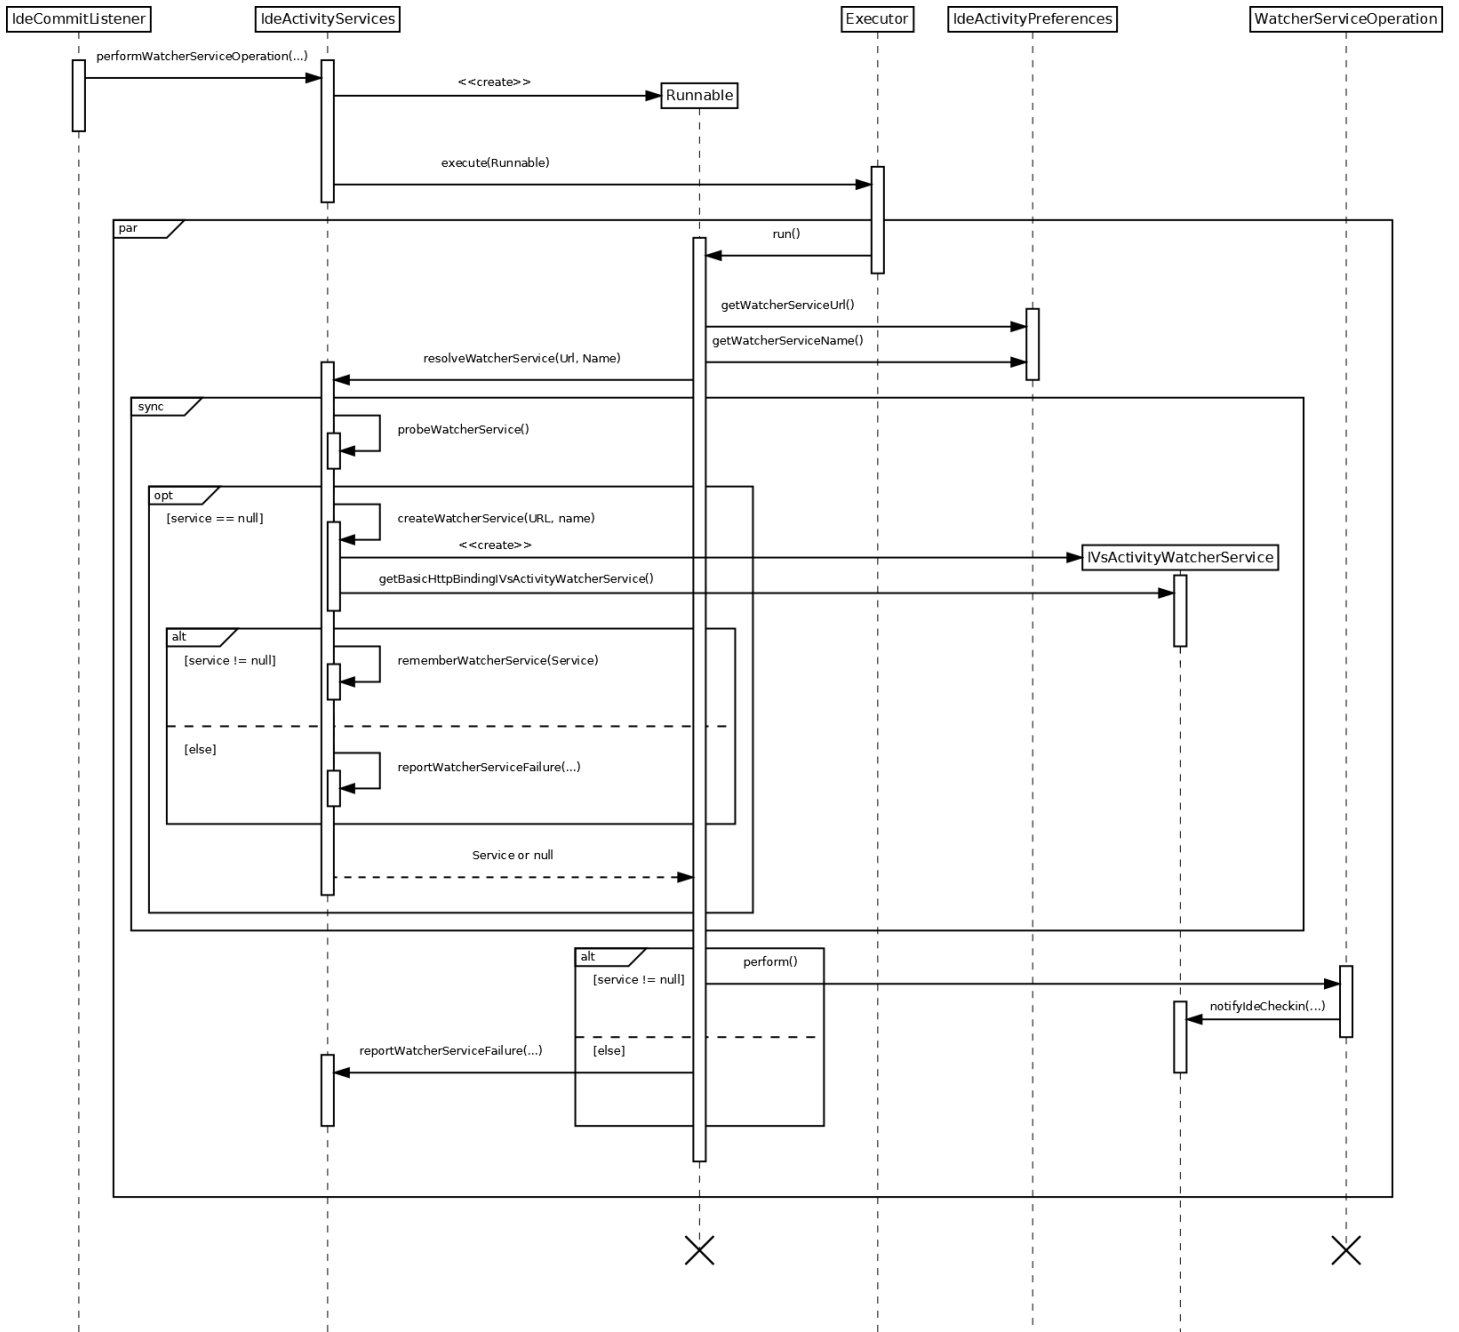 IdeCommitListener
IdeActivityServices
Executor
IdeActivityPreferences
WatcherServiceOperation
performWatcherServiceOperation(...)
<<create>>
Runnable
execute(Runnable)
par
run()
getWatcherServiceUrl()
getWatcherServiceName()
resolveWatcherService(Url, Name)
sync
probeWatcherService()
opt
[service == null]
createWatcherService(URL, name)
<<create>>
IVsActivityWatcherService
getBasicHttpBindingIVsActivityWatcherService()
alt
[service != null]
rememberWatcherService(Service)
[else]
reportWatcherServiceFailure(...)
Service or null
alt
perform()
[service != null]
notifyIdeCheckin(...)
reportWatcherServiceFailure(...)
[else]